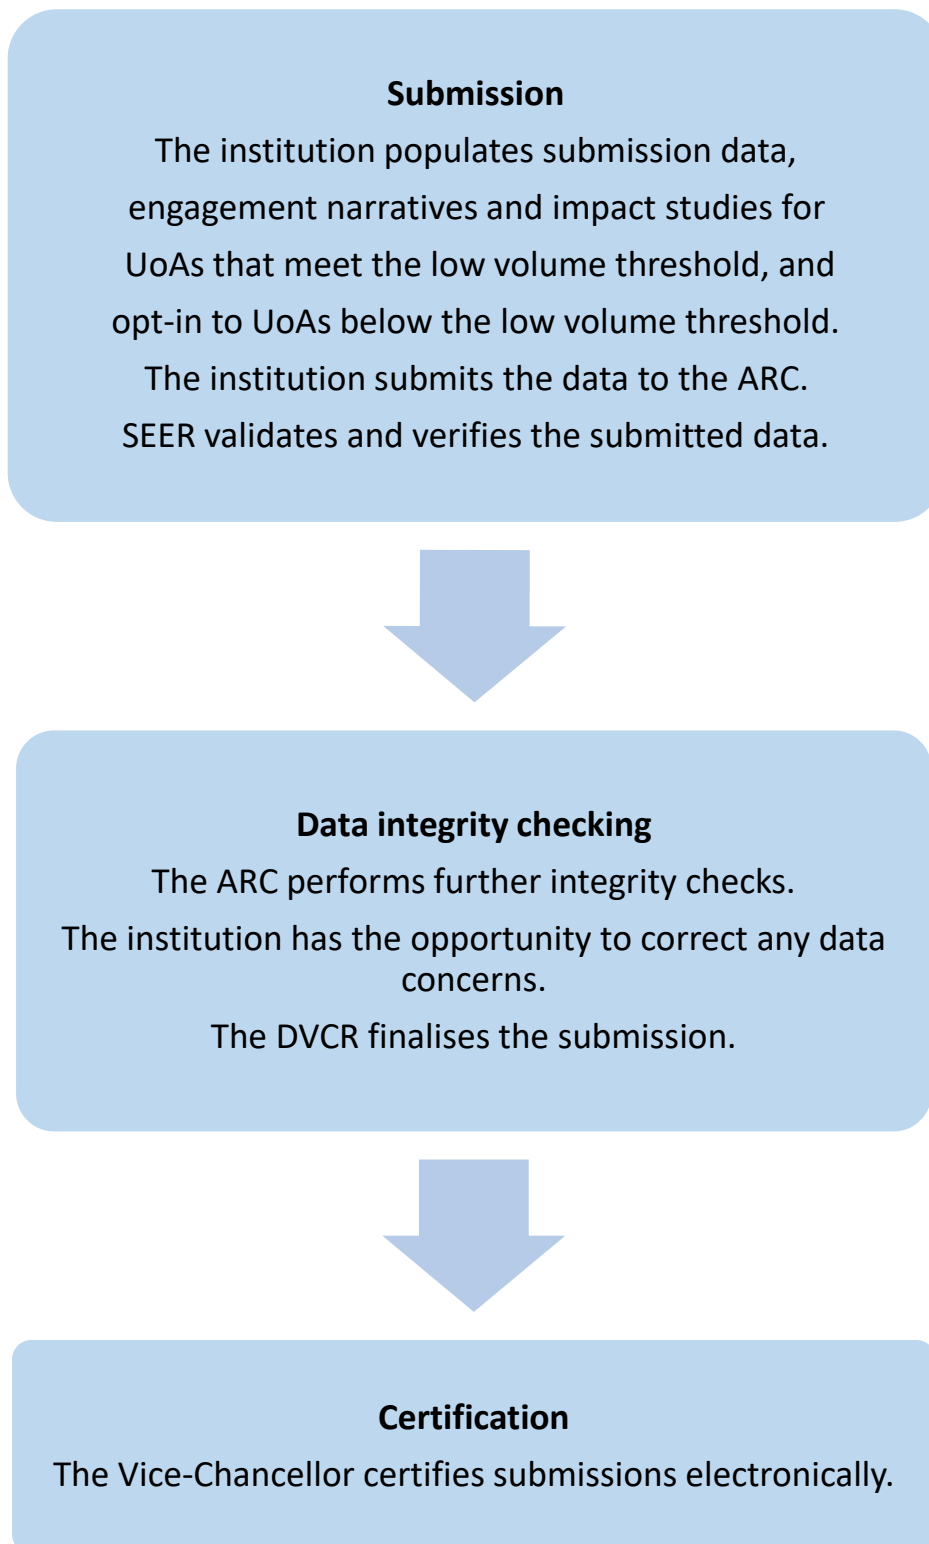 Submission
The institution populates submission data,
engagement narratives and impact studies for
UoAs that meet the low volume threshold, and
opt-in to UoAs below the low volume threshold.
The institution submits the data to the ARC.
SEER validates and verifies the submitted data.
Data integrity checking
The ARC performs further integrity checks.
The institution has the opportunity to correct any data
concerns.
The DVCR finalises the submission.
Certification
The Vice-Chancellor certifies submissions electronically.